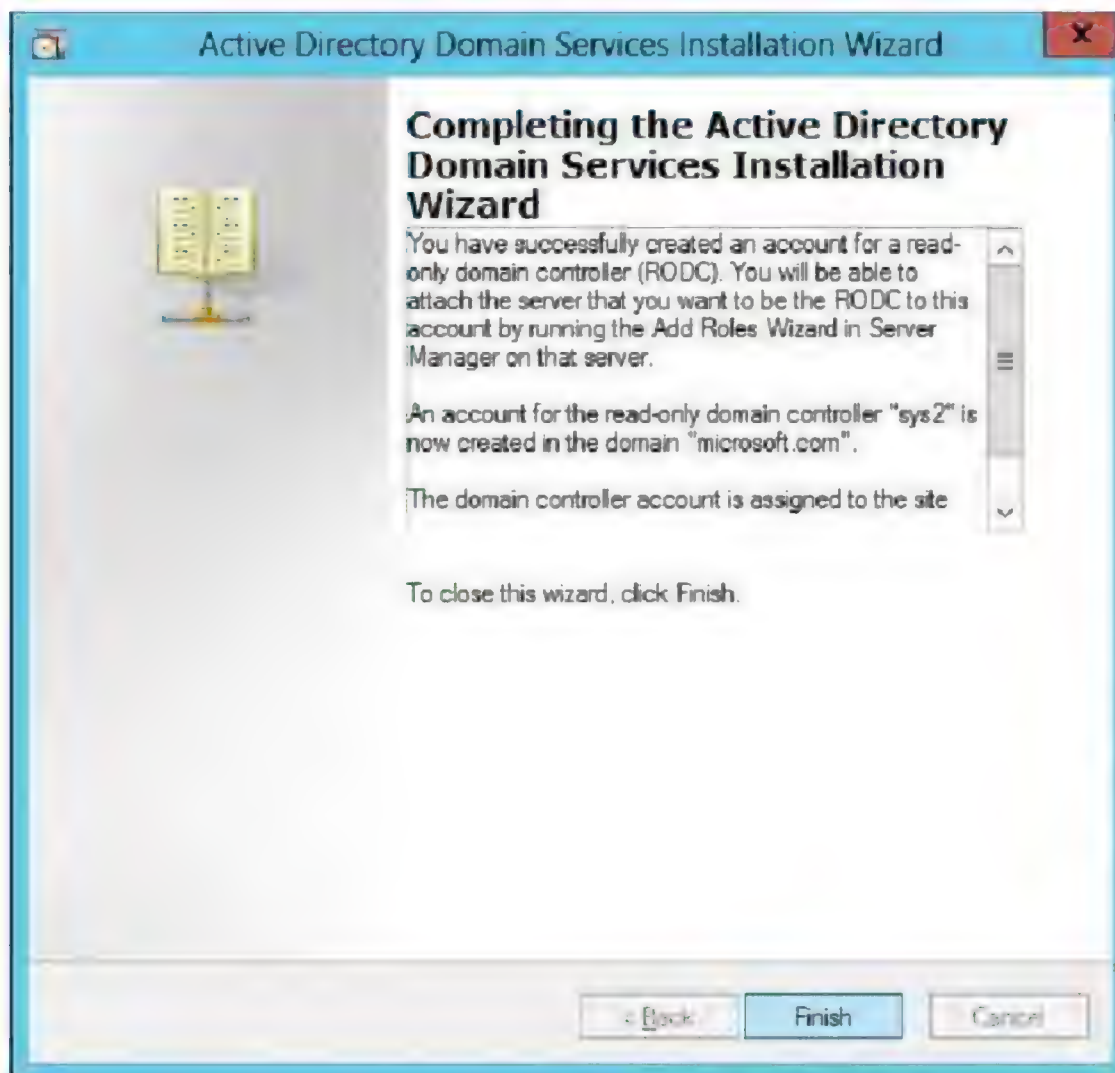 Active Directory Domain Services Installation Wizard
x
Completing the Active Directory
Domain Services Installation
Wizard
You have successfully created an account for a read-
only domain controller (RODC). You will be able to
attach the server that you want to be the RODC to this
account by running the Add Roles Wizard in Server
Manager on that server.
An account for the read-only domain controller "sys2" is
now created in the domain "microsoft.com".
The domain controller account is assigned to the site
To close this wizard, click Finish.
< Back
Finish
Cancel